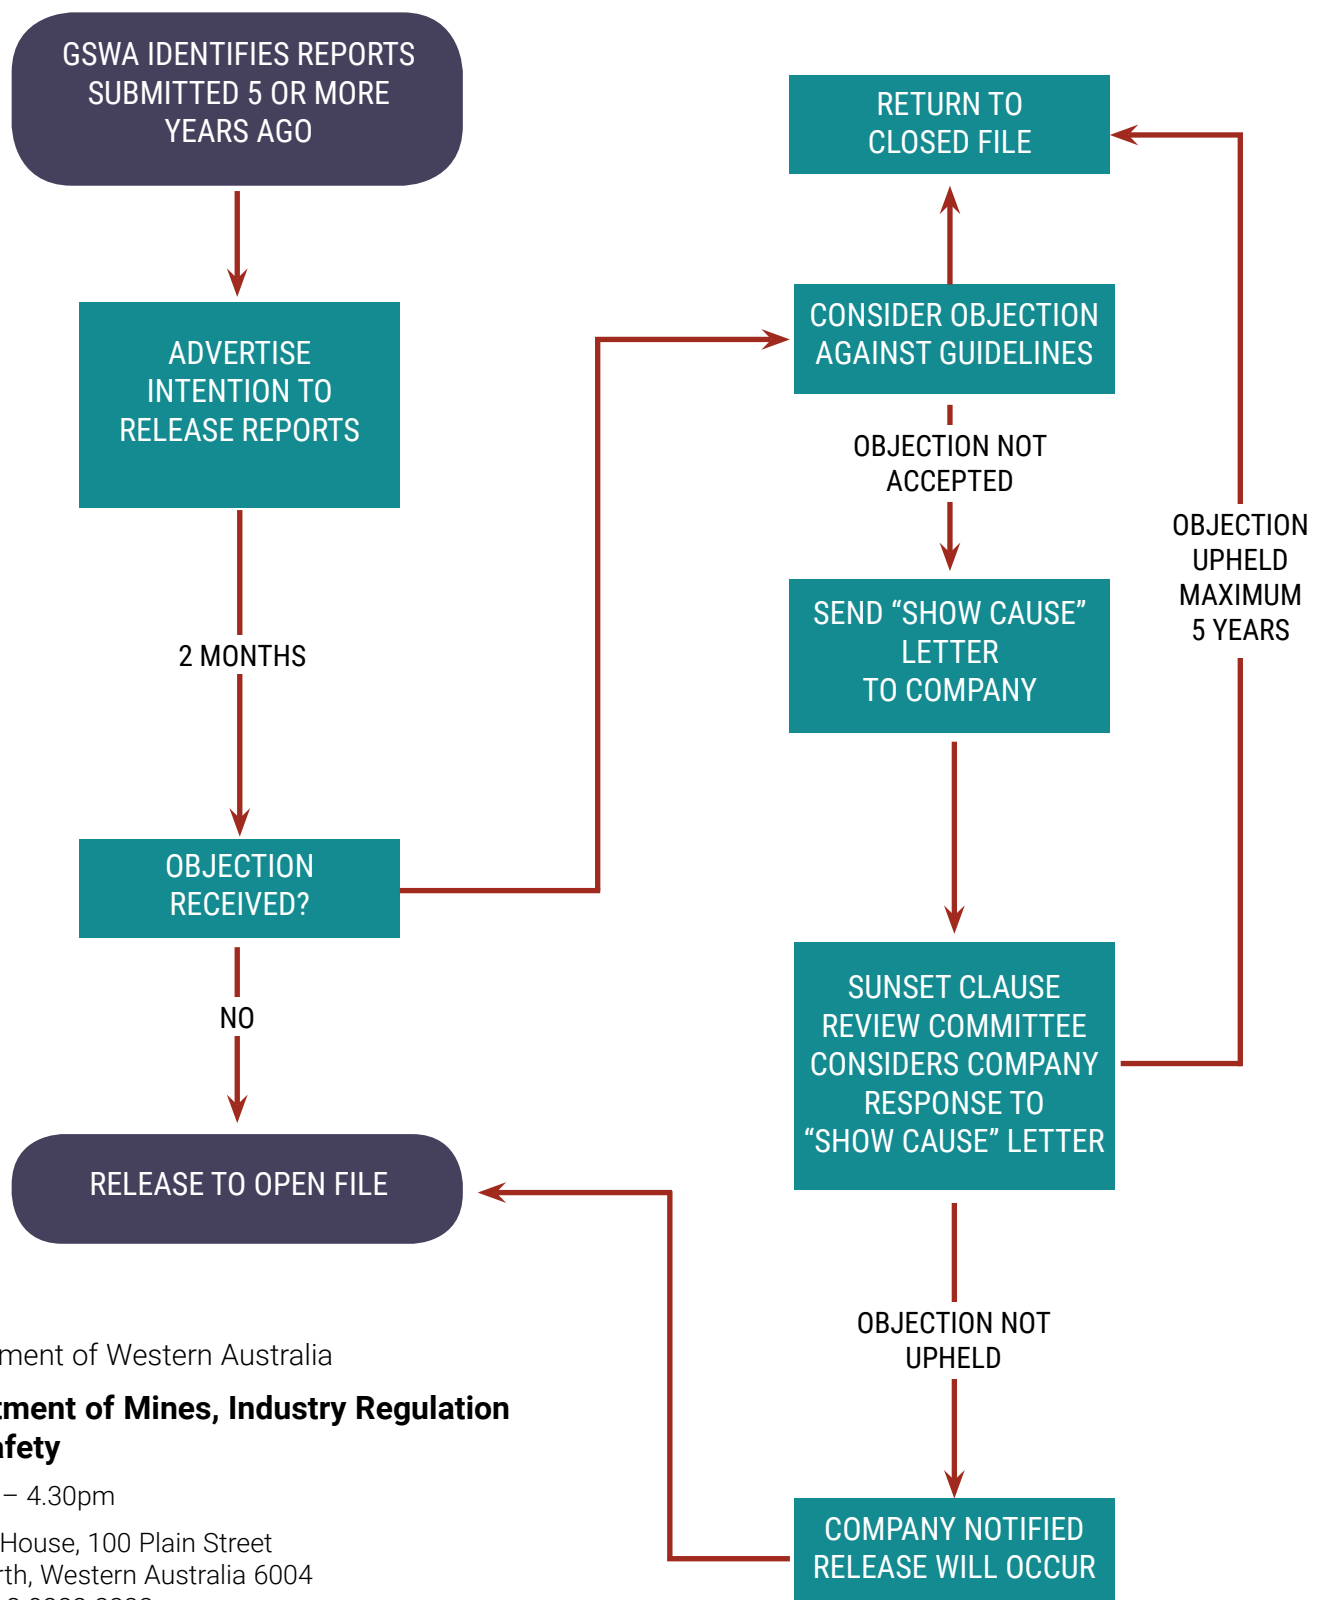 GSWA IDENTIFIES REPORTS
SUBMITTED 5 OR MORE
YEARS AGO
ADVERTISE
INTENTION TO
RELEASE REPORTS
2 MONTHS
OBJECTION
RECEIVED?
NO
RELEASE TO OPEN FILE
RETURN TO
CLOSED FILE
CONSIDER OBJECTION
AGAINST GUIDELINES
OBJECTION NOT
ACCEPTED
SEND “SHOW CAUSE”
LETTER
TO COMPANY
OBJECTION
UPHELD
MAXIMUM
5 YEARS
SUNSET CLAUSE
REVIEW COMMITTEE
CONSIDERS COMPANY
RESPONSE TO
“SHOW CAUSE” LETTER
OBJECTION NOT
UPHELD
COMPANY NOTIFIED
RELEASE WILL OCCUR
ment of Western Australia
tment of Mines, Industry Regulation
afety
– 4.30pm
House, 100 Plain Street
rth, Western Australia 6004